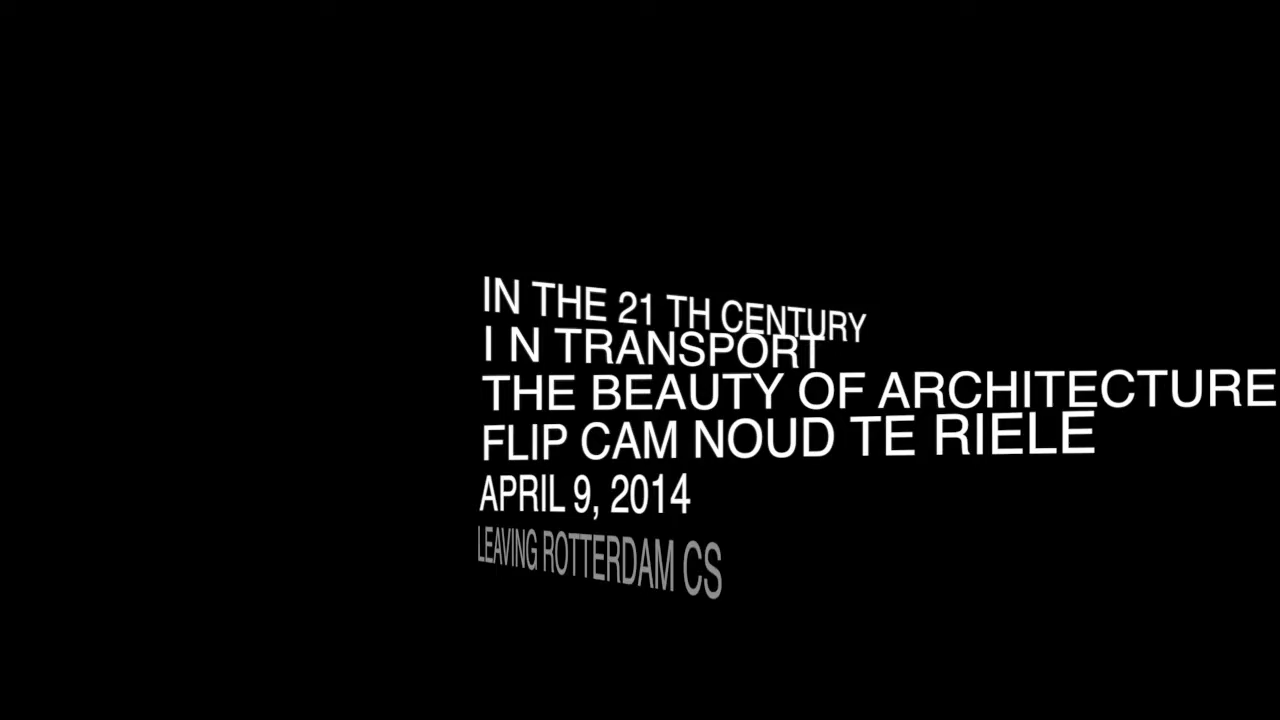 IN THE 21 TH CENTURY
I N TRANSPORT
THE BEAUTY OF ARCHITECTURE
FLIP CAM NOUD TE RIELE
APRIL 9, 2014
LEAVING ROTTERDAM CS